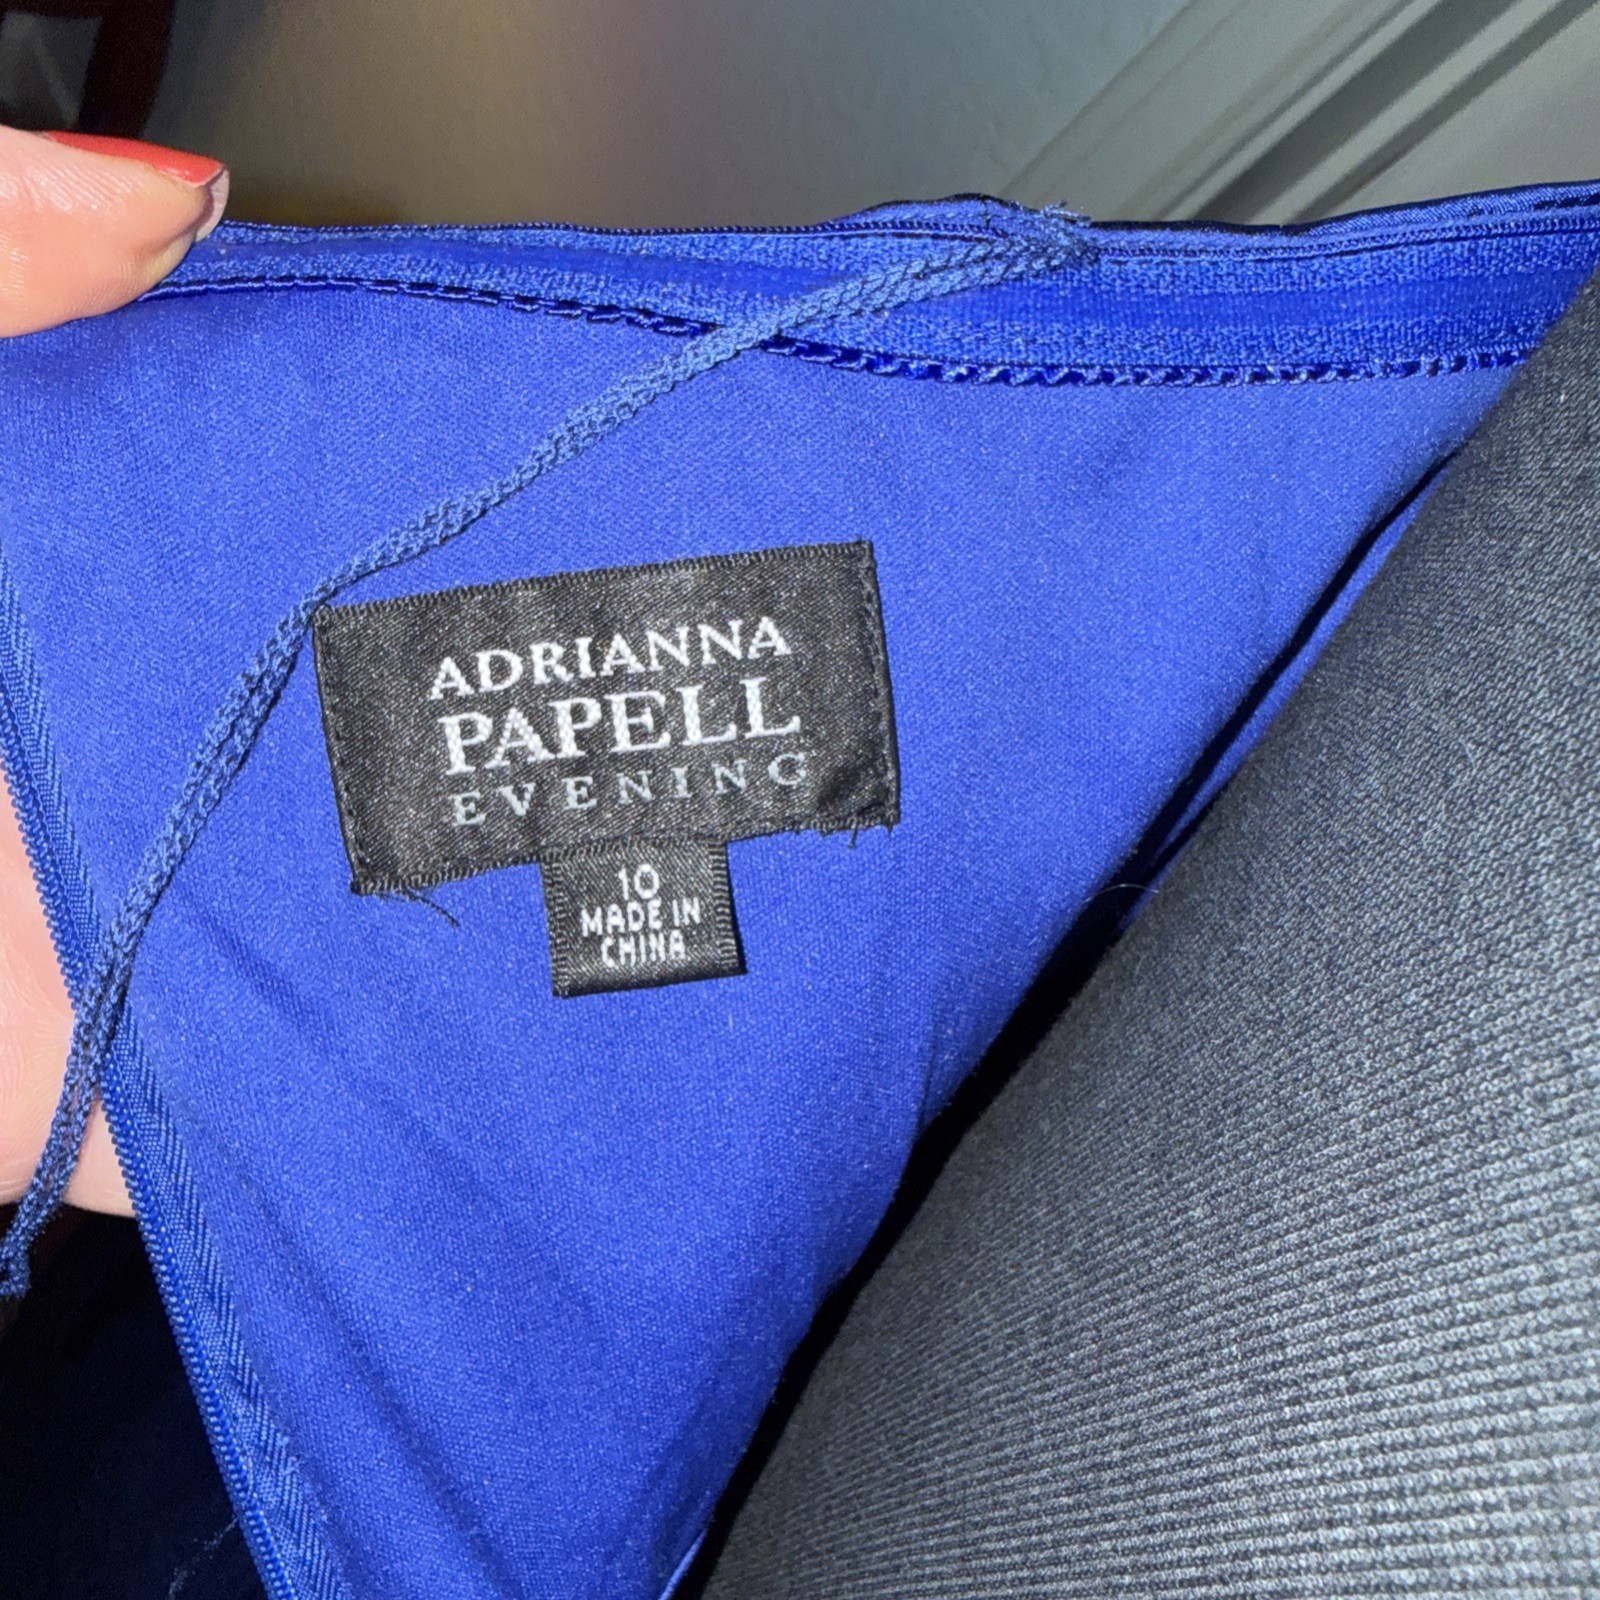 ADRIANNA
PAPELL
EVENING
10
MADE IN
CHINA